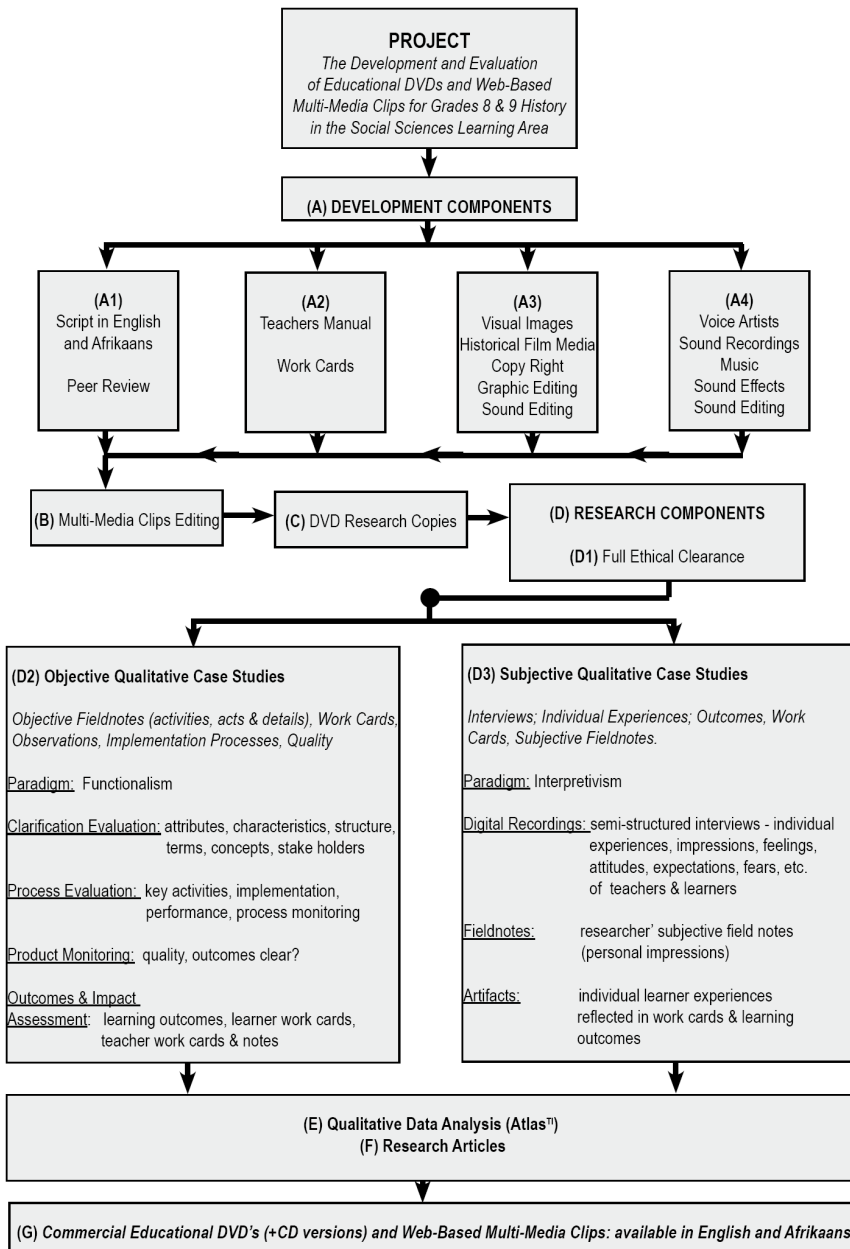 PROJECT
The Development and Evaluation
of Educational DVDs and Web-Based
Multi-Media Clips for Grades 8 & 9 History
in the Social Sciences Learning Area
(A) DEVELOPMENT COMPONENTS
(A1)
Script in English
and Afrikaans
Peer Review
(A2)
Teachers Manual
Work Cards
(A3)
Visual Images
Historical Film Media
Copy Right
Graphic Editing
Sound Editing
(A4)
Voice Artists
Sound Recordings
Music
Sound Effects
Sound Editing
(B) Multi-Media Clips Editing
(C) DVD Research Copies
(D) RESEARCH COMPONENTS
(D1) Full Ethical Clearance
(D2) Objective Qualitative Case Studies
Objective Fieldnotes (activities, acts & details), Work Cards,
Observations, Implementation Processes, Quality
Paradigm: Functionalism
Clarification Evaluation: attributes, characteristics, structure,
terms, concepts, stake holders
Process Evaluation: key activities, implementation,
performance, process monitoring
Product Monitoring: quality, outcomes clear?
Outcomes & Impact
Assessment: learning outcomes, learner work cards,
teacher work cards & notes
(D3) Subjective Qualitative Case Studies
Interviews; Individual Experiences; Outcomes, Work
Cards, Subjective Fieldnotes.
Paradigm: Interpretivism
Digital Recordings: semi-structured interviews - individual
experiences, impressions, feelings,
attitudes, expectations, fears, etc.
of teachers & learners
Fieldnotes: researcher' subjective field notes
(personal impressions)
Artifacts: individual learner experiences
reflected in work cards & learning
outcomes
(E) Qualitative Data Analysis (Atlas™)
(F) Research Articles
(G) Commercial Educational DVD's (+CD versions) and Web-Based Multi-Media Clips: available in English and Afrikaans